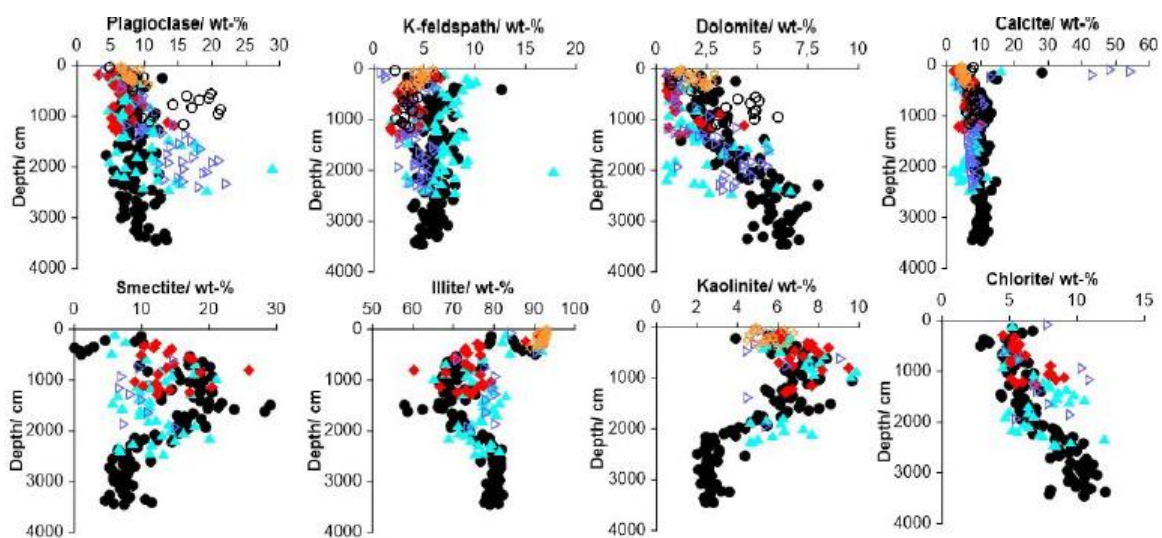 Plagioclase/ wt-% K-feldspath/ wt-% Dolomite/ wt-% Calcite/ wt-%
0 5 10 15 20 25 30 0 5 10 15 20 0 2.5 5 7.5 10 0 10 20 30 40 50 60
0 0 0 0
1000 1000 1000 1000
2000 2000 2000 2000
3000 3000 3000 3000
4000 4000 4000 4000
Depth/ cm Depth/ cm Depth/ cm Depth/ cm
Smectite/ wt-% Illite/ wt-% Kaolinite/ wt-% Chlorite/ wt-%
0 10 20 30 50 60 70 80 90 100 0 2 4 6 8 10 0 5 10 15
0 0 0 0
1000 1000 1000 1000
2000 2000 2000 2000
3000 3000 3000 3000
4000 4000 4000 4000
Depth/ cm Depth/ cm Depth/ cm Depth/ cm